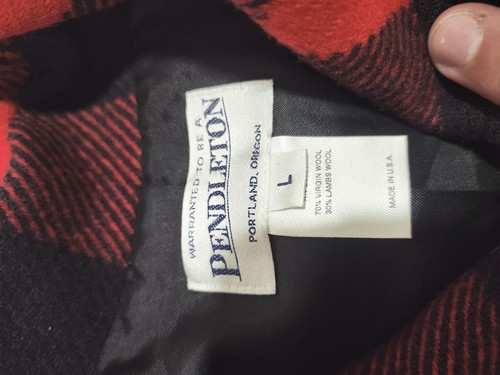 WARRANTED TO BE A
PENDLETON
PORTLAND, OREGON
L
70% VIRGIN WOOL
30% LAMBS WOOL
MADE IN U.S.A.